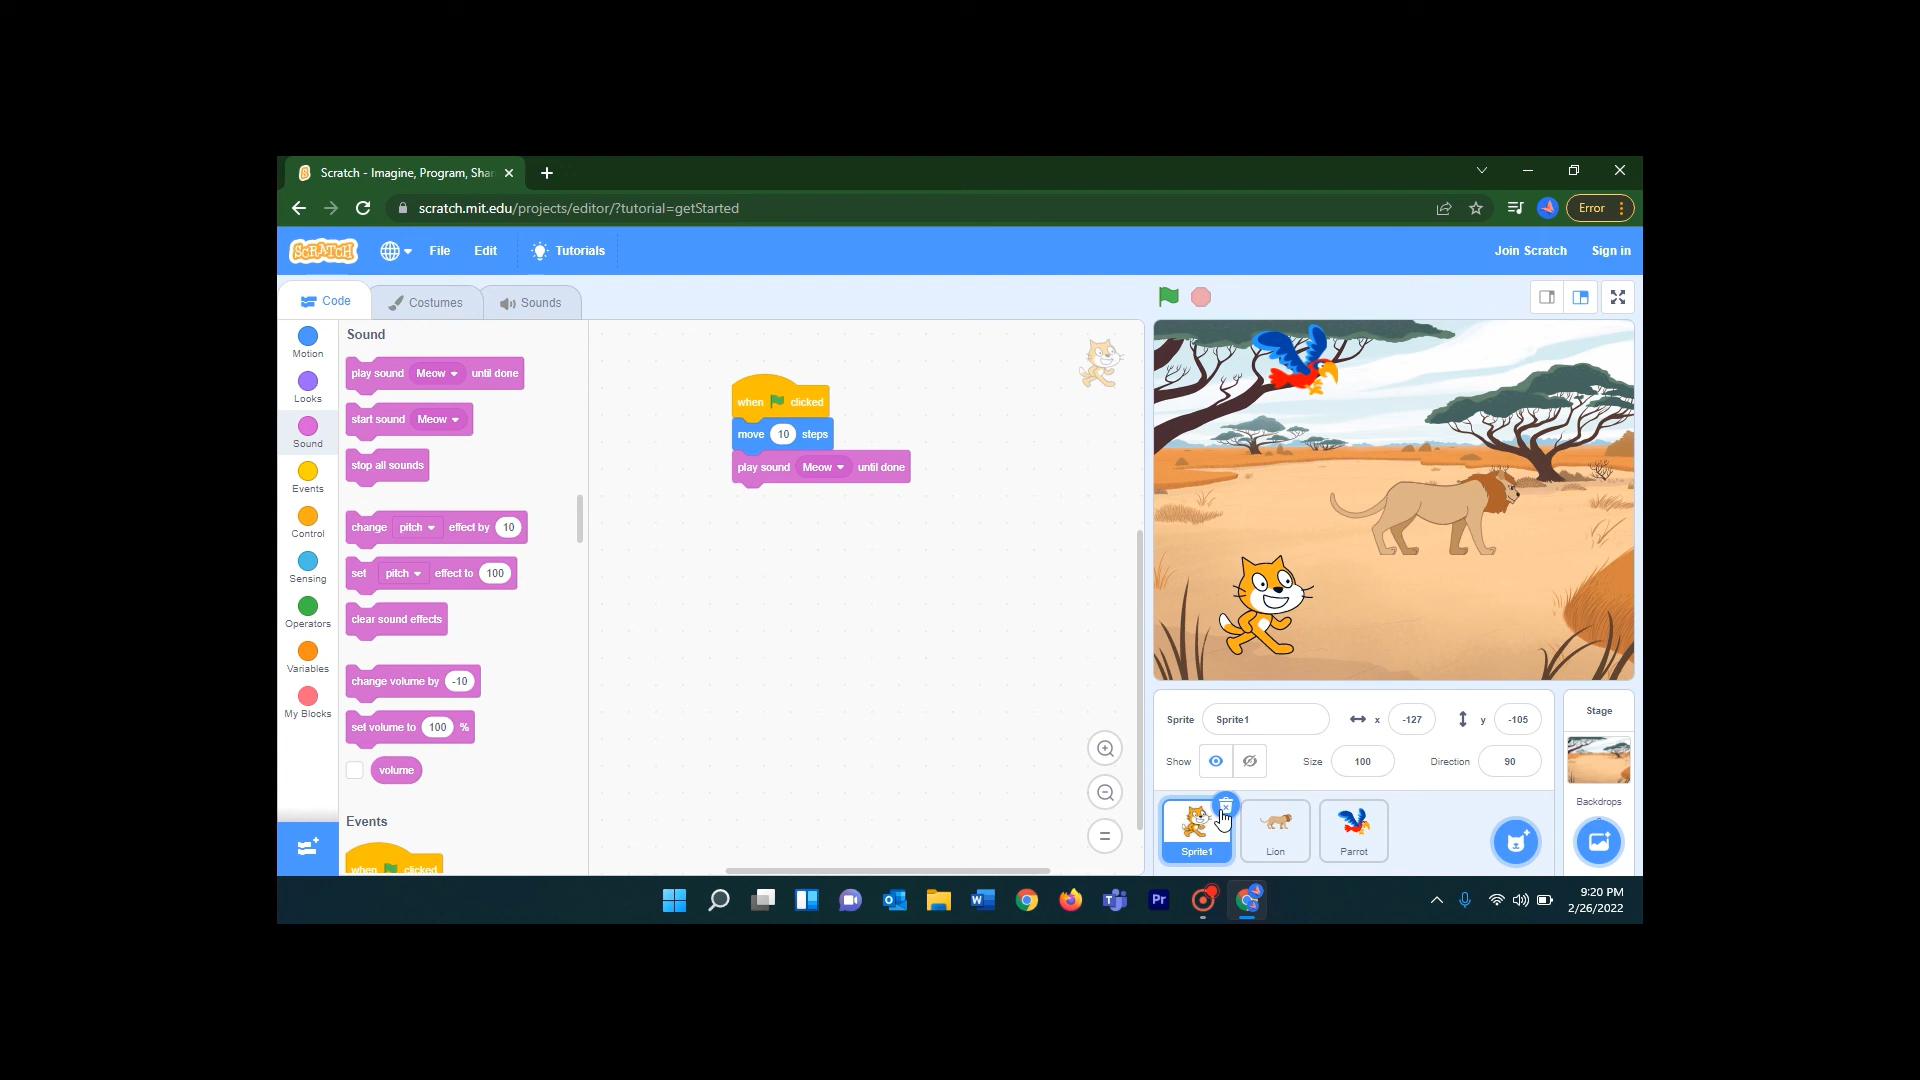 Scratch - Imagine, Program, Shar
scratch.mit.edu/projects/editor/?tutorial=getStarted
Error
SCRATCH
File
Edit
Tutorials
Join Scratch
Sign in
Code
Costumes
Sounds
Motion
Looks
Sound
Events
Control
Sensing
Operators
Variables
My Blocks
Sound
play sound Meow until done
start sound Meow
stop all sounds
change pitch effect by 10
set pitch effect to 100
clear sound effects
change volume by -10
set volume to 100 %
volume
Events
when clicked
when clicked
move 10 steps
play sound Meow until done
Sprite Sprite1 x -127 y -105
Show Size 100 Direction 90
Sprite1
Lion
Parrot
Stage
Backdrops
W
Pr
9:20 PM
2/26/2022